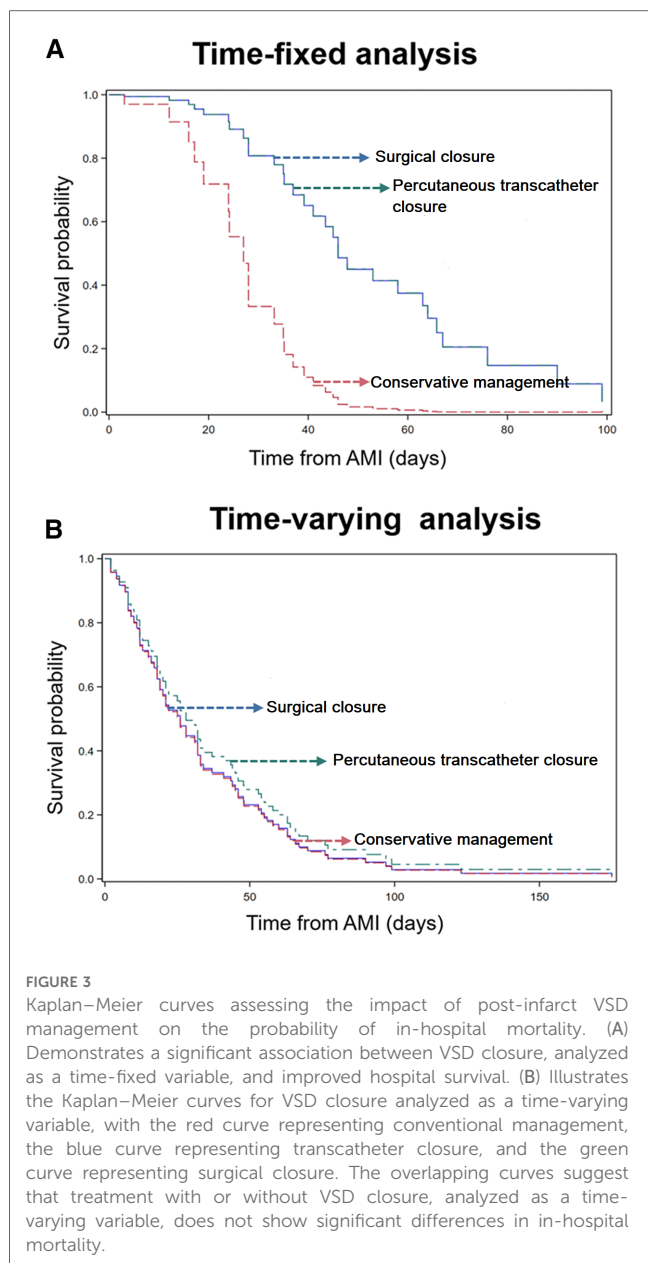 A
Time-fixed analysis
1.0
0.8
0.6
0.4
0.2
0.0
Survival probability
Surgical closure
Percutaneous transcatheter
closure
Conservative management
0
20
40
60
80
100
Time from AMI (days)
B
Time-varying analysis
1.0
0.8
0.6
0.4
0.2
0.0
Survival probability
Surgical closure
Percutaneous transcatheter closure
Conservative management
0
50
100
150
Time from AMI (days)
FIGURE 3
Kaplan–Meier curves assessing the impact of post-infarct VSD
management on the probability of in-hospital mortality. (A)
Demonstrates a significant association between VSD closure, analyzed
as a time-fixed variable, and improved hospital survival. (B) Illustrates
the Kaplan–Meier curves for VSD closure analyzed as a time-varying
variable, with the red curve representing conventional management,
the blue curve representing transcatheter closure, and the green
curve representing surgical closure. The overlapping curves suggest
that treatment with or without VSD closure, analyzed as a time-
varying variable, does not show significant differences in in-hospital
mortality.